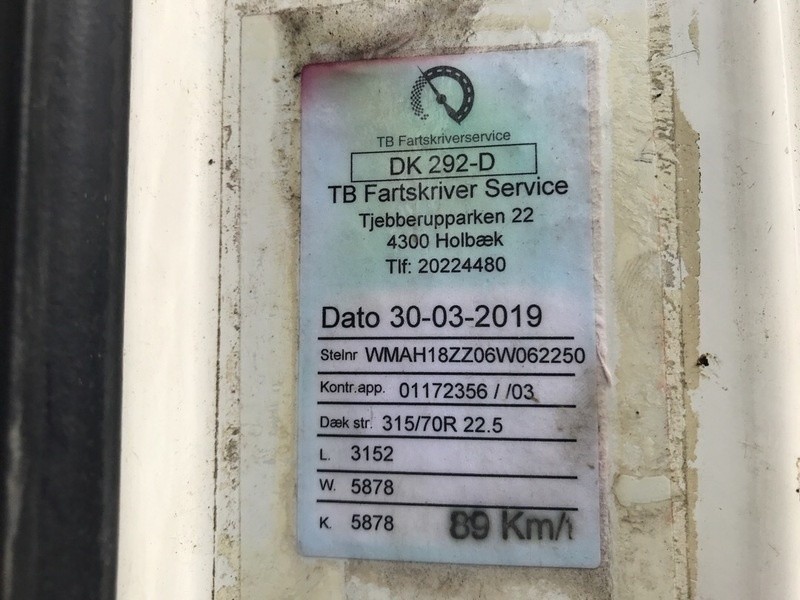 TB Fartskriverservice
DK 292-D
TB Fartskriver Service
Tjebberupparken 22
4300 Holbæk
Tlf: 20224480
Dato 30-03-2019
Stelnr WMAH18ZZ06W062250
Kontr.app. 01172356 / /03
Dæk str. 315/70R 22.5
L. 3152
W. 5878
K. 5878 89 Km/t